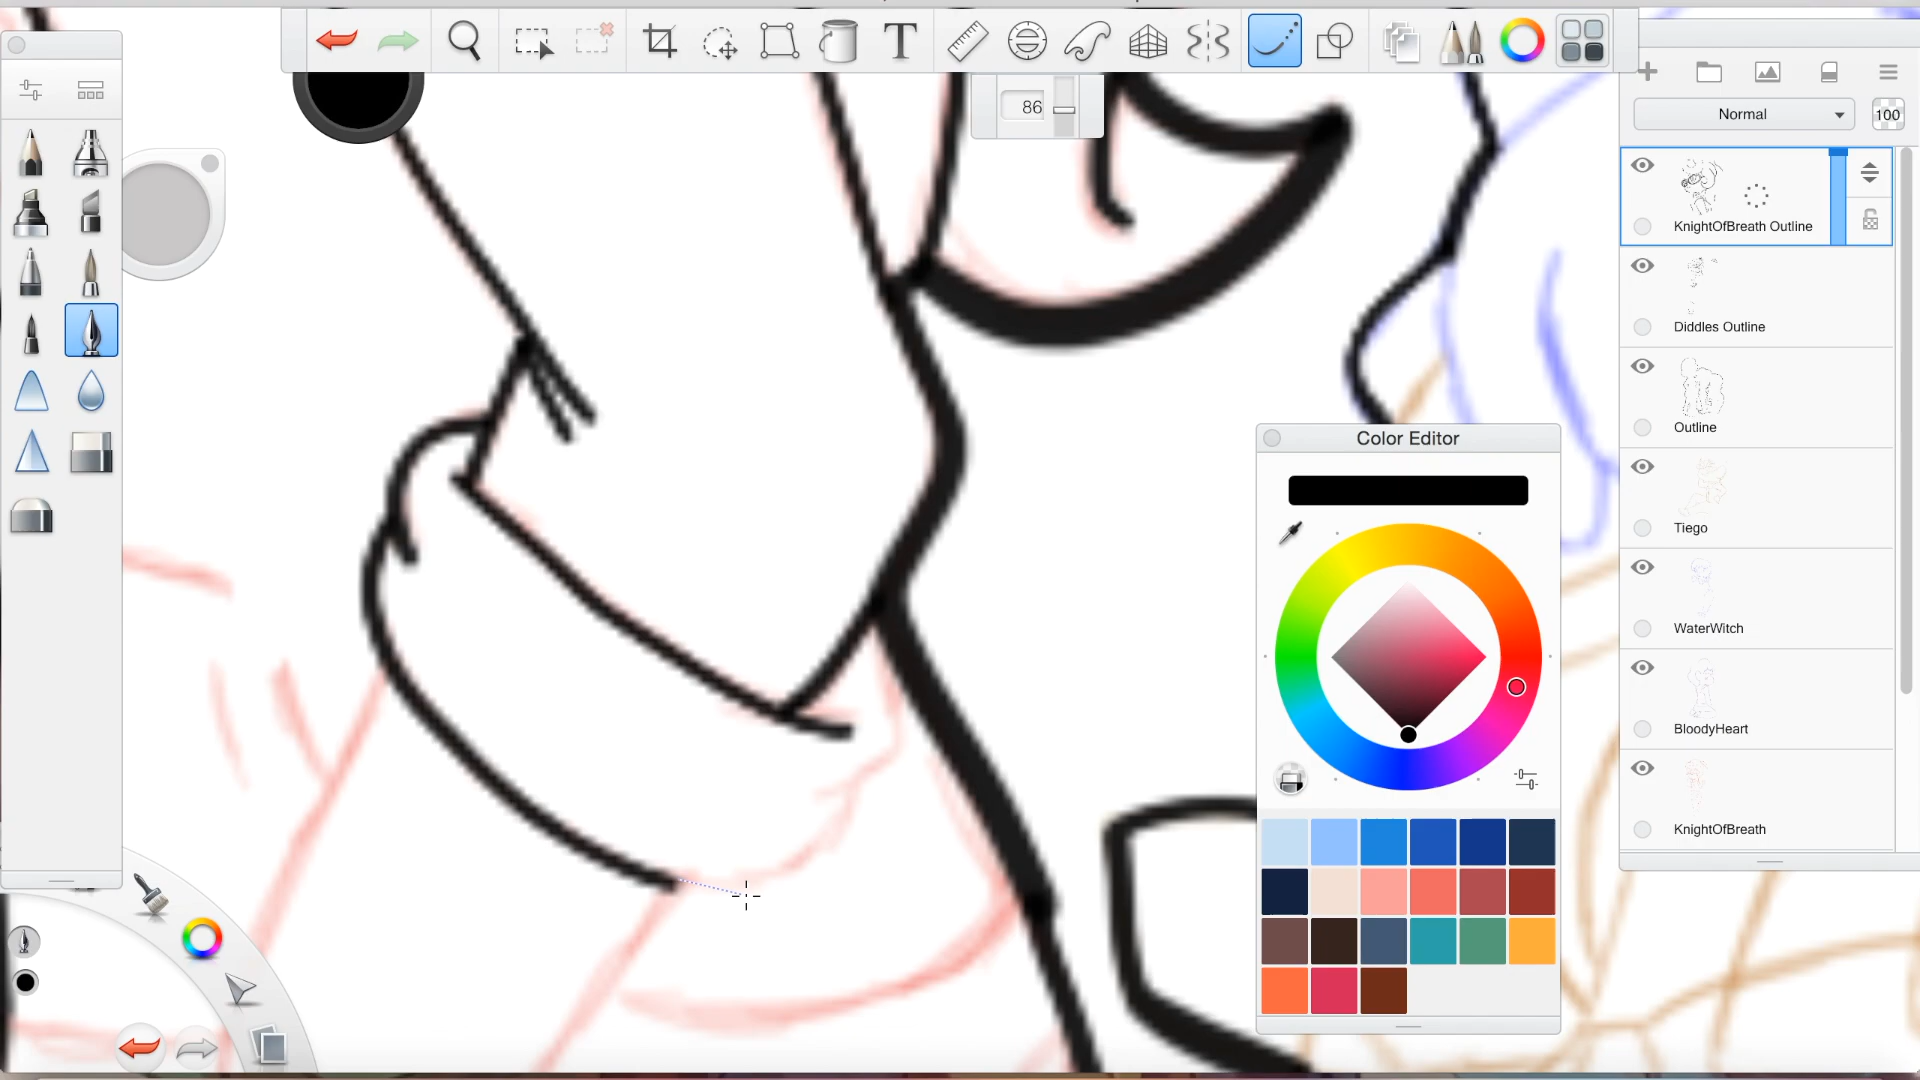 T
86
Normal
100
KnightOfBreath Outline
Diddles Outline
Outline
Tiego
WaterWitch
BloodyHeart
KnightOfBreath
Color Editor